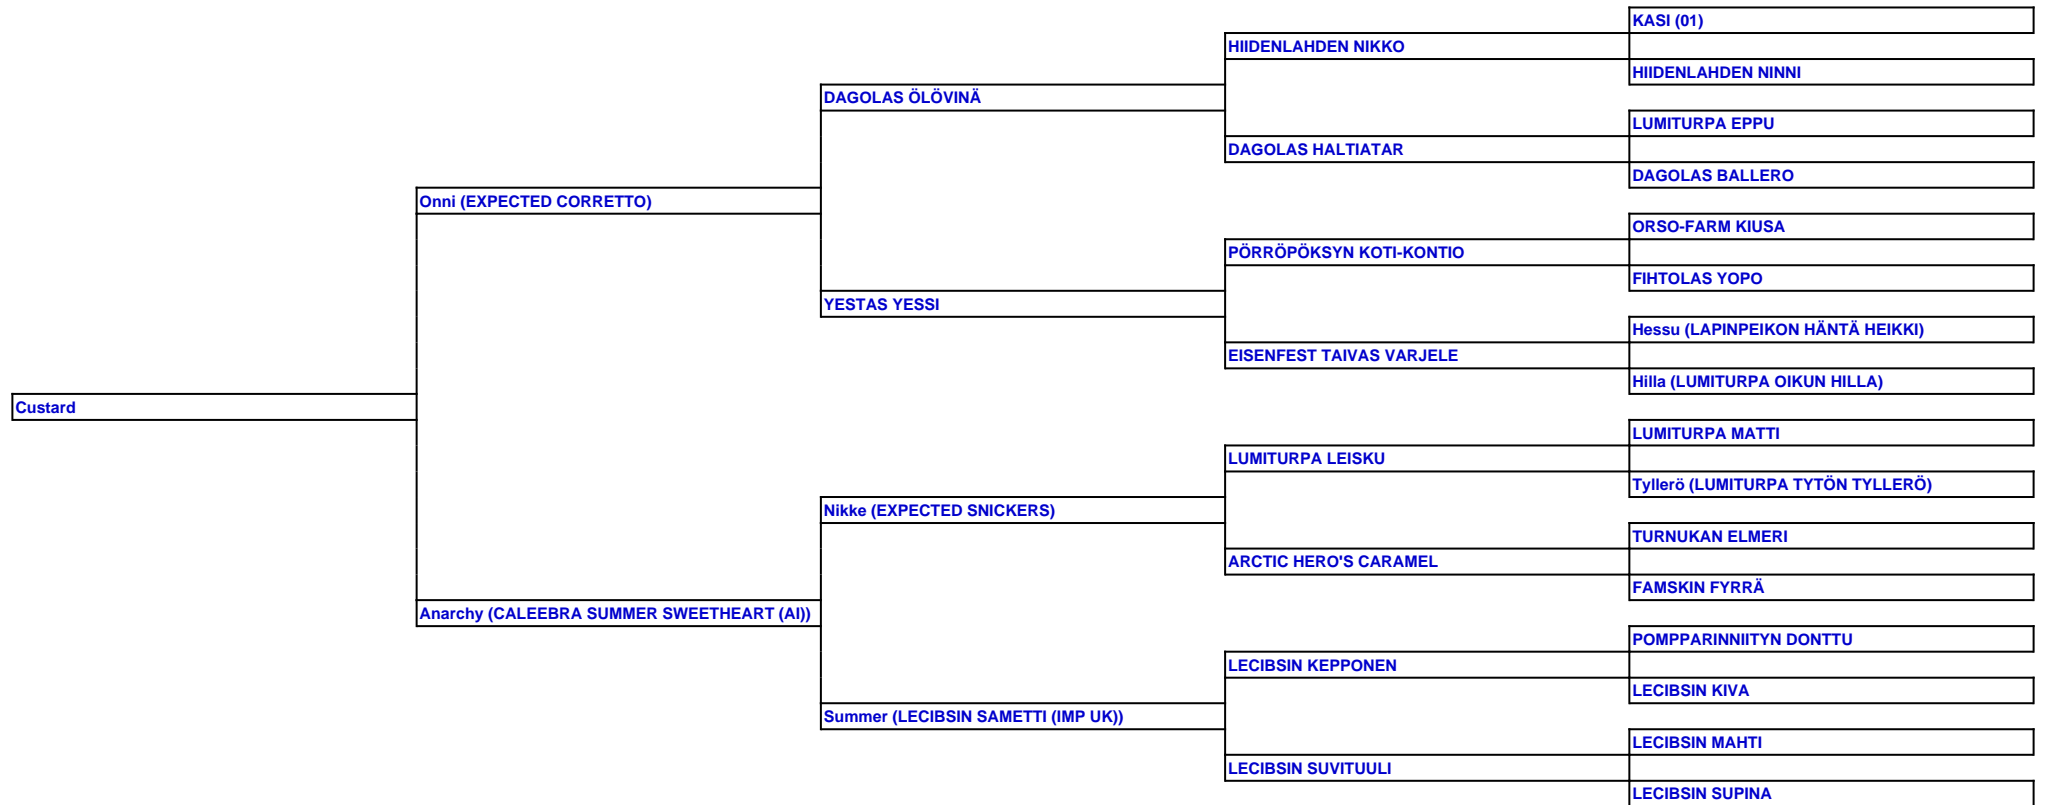 KASI (01)
HIIDENLAHDEN NIKKO
HIIDENLAHDEN NINNI
DAGOLAS ÖLÖVINÄ
LUMITURPA EPPU
DAGOLAS HALTIATAR
DAGOLAS BALLERO
Onni (EXPECTED CORRETTO)
ORSO-FARM KIUSA
PÖRRÖPÖKSYN KOTI-KONTIO
FIHTOLAS YOPO
YESTAS YESSI
Hessu (LAPINPEIKON HÄNTÄ HEIKKI)
EISENFEST TAIVAS VARJELE
Hilla (LUMITURPA OIKUN HILLA)
Custard
LUMITURPA MATTI
LUMITURPA LEISKU
Tyllerö (LUMITURPA TYTÖN TYLLERÖ)
Nikke (EXPECTED SNICKERS)
TURNUKAN ELMERI
ARCTIC HERO'S CARAMEL
FAMSKIN FYRRÄ
Anarchy (CALEEBRA SUMMER SWEETHEART (AI))
POMPPARINNIITYN DONTTU
LECIBSIN KEPPONEN
LECIBSIN KIVA
Summer (LECIBSIN SAMETTI (IMP UK))
LECIBSIN MAHTI
LECIBSIN SUVITUULI
LECIBSIN SUPINA